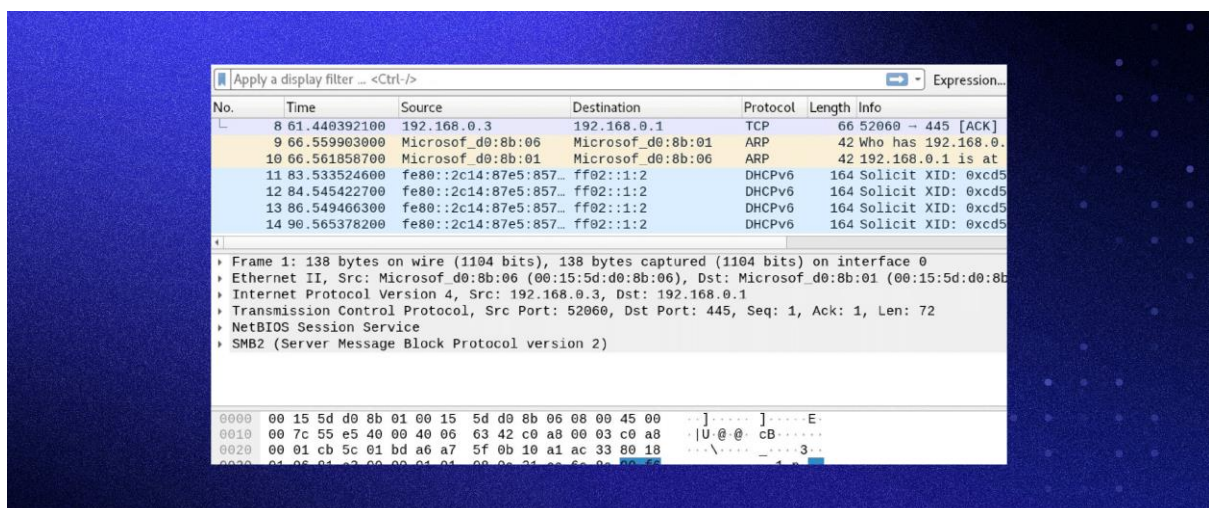 Apply a display filter ... <Ctrl-/> Expression...
No. Time Source Destination Protocol Length Info
8 61.440392100 192.168.0.3 192.168.0.1 TCP 66 52060 → 445 [ACK]
9 66.559903000 Microsof_d0:8b:06 Microsof_d0:8b:01 ARP 42 Who has 192.168.0.
10 66.561858700 Microsof_d0:8b:01 Microsof_d0:8b:06 ARP 42 192.168.0.1 is at
11 83.533524600 fe80::2c14:87e5:857… ff02::1:2 DHCPv6 164 Solicit XID: 0xcd5
12 84.545422700 fe80::2c14:87e5:857… ff02::1:2 DHCPv6 164 Solicit XID: 0xcd5
13 86.549466300 fe80::2c14:87e5:857… ff02::1:2 DHCPv6 164 Solicit XID: 0xcd5
14 90.565378200 fe80::2c14:87e5:857… ff02::1:2 DHCPv6 164 Solicit XID: 0xcd5
Frame 1: 138 bytes on wire (1104 bits), 138 bytes captured (1104 bits) on interface 0
Ethernet II, Src: Microsof_d0:8b:06 (00:15:5d:d0:8b:06), Dst: Microsof_d0:8b:01 (00:15:5d:d0:8b
Internet Protocol Version 4, Src: 192.168.0.3, Dst: 192.168.0.1
Transmission Control Protocol, Src Port: 52060, Dst Port: 445, Seq: 1, Ack: 1, Len: 72
NetBIOS Session Service
SMB2 (Server Message Block Protocol version 2)
0000 00 15 5d d0 8b 01 00 15 5d d0 8b 06 08 00 45 00 ··]····· ]·····E·
0010 00 7c 55 e5 40 00 40 06 63 42 c0 a8 00 03 c0 a8 ·|U·@·@· cB······
0020 00 01 cb 5c 01 bd a6 a7 5f 0b 10 a1 ac 33 80 18 ···\···· _····3··